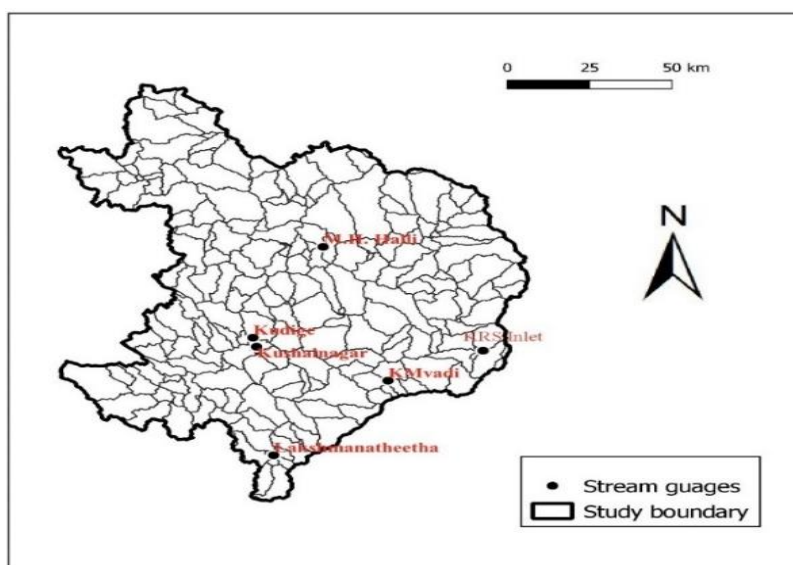 0 25 50 km
N
M.H. Halli
Kudige
Kushalnagar
KRS Inlet
KMvadi
Lakshmanatheetha
Stream guages
Study boundary